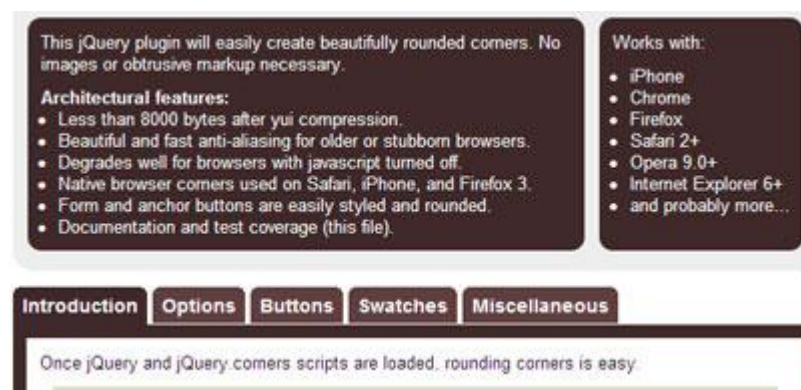 This jQuery plugin will easily create beautifully rounded corners. No
images or obtrusive markup necessary.
Architectural features:
• Less than 8000 bytes after yui compression.
• Beautiful and fast anti-aliasing for older or stubborn browsers.
• Degrades well for browsers with javascript turned off.
• Native browser corners used on Safari, iPhone, and Firefox 3.
• Form and anchor buttons are easily styled and rounded.
• Documentation and test coverage (this file).
Works with:
• iPhone
• Chrome
• Firefox
• Safari 2+
• Opera 9.0+
• Internet Explorer 6+
• and probably more...
Introduction Options Buttons Swatches Miscellaneous
Once jQuery and jQuery.corners scripts are loaded, rounding corners is easy.